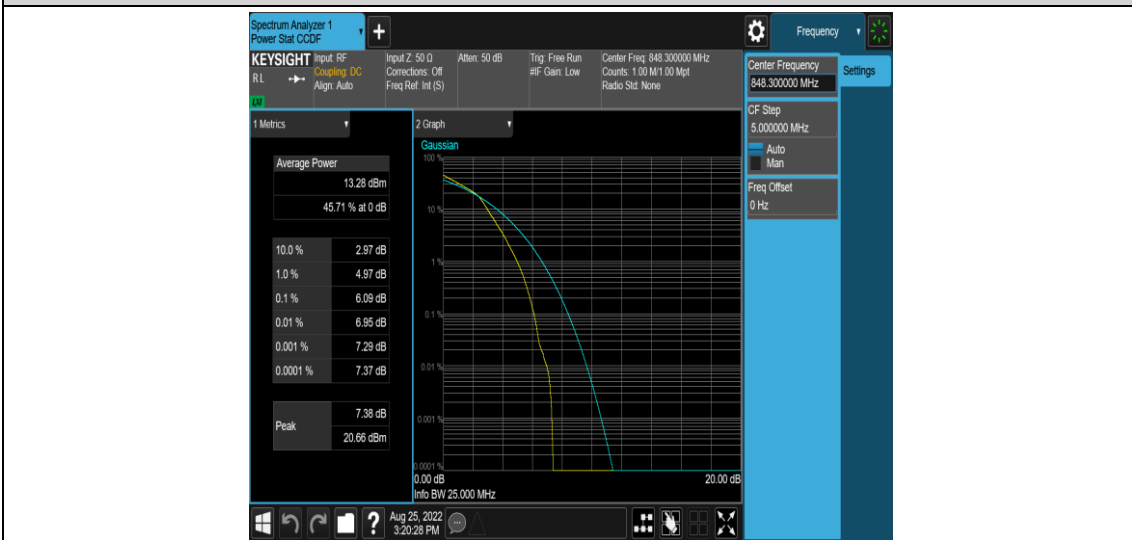 Spectrum Analyzer 1
Power Stat CCDF
+
Frequency
KEYSIGHT
RL
LNI
Input: RF
Coupling: DC
Align: Auto
Input Z: 50 Ω
Corrections: Off
Freq Ref: Int (S)
Atten: 50 dB
Trig: Free Run
#IF Gain: Low
Center Freq: 848.300000 MHz
Counts: 1.00 M/1.00 Mpt
Radio Std: None
Center Frequency
848.300000 MHz
Settings
CF Step
5.000000 MHz
Auto
Man
Freq Offset
0 Hz
1 Metrics
Average Power
13.28 dBm
45.71 % at 0 dB
10.0 % 2.97 dB
1.0 % 4.97 dB
0.1 % 6.09 dB
0.01 % 6.95 dB
0.001 % 7.29 dB
0.0001 % 7.37 dB
Peak 7.38 dB
20.66 dBm
2 Graph
Gaussian
100 %
10 %
1 %
0.1 %
0.01 %
0.001 %
0.0001 %
0.00 dB 20.00 dB
Info BW 25.000 MHz
?
Aug 25, 2022
3:20:28 PM